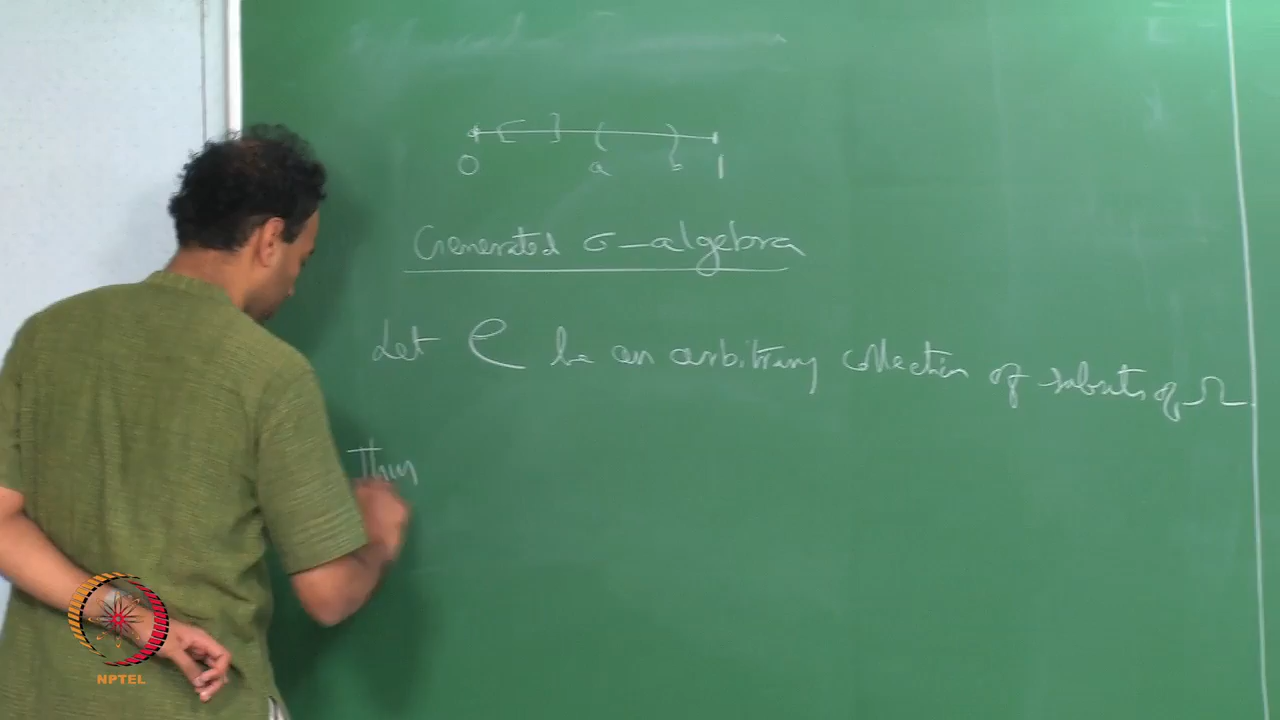 0 ( ] ( a ) b 1
Generated σ-algebra
Let C be an arbitrary collection of subsets of Ω
Then
NPTEL